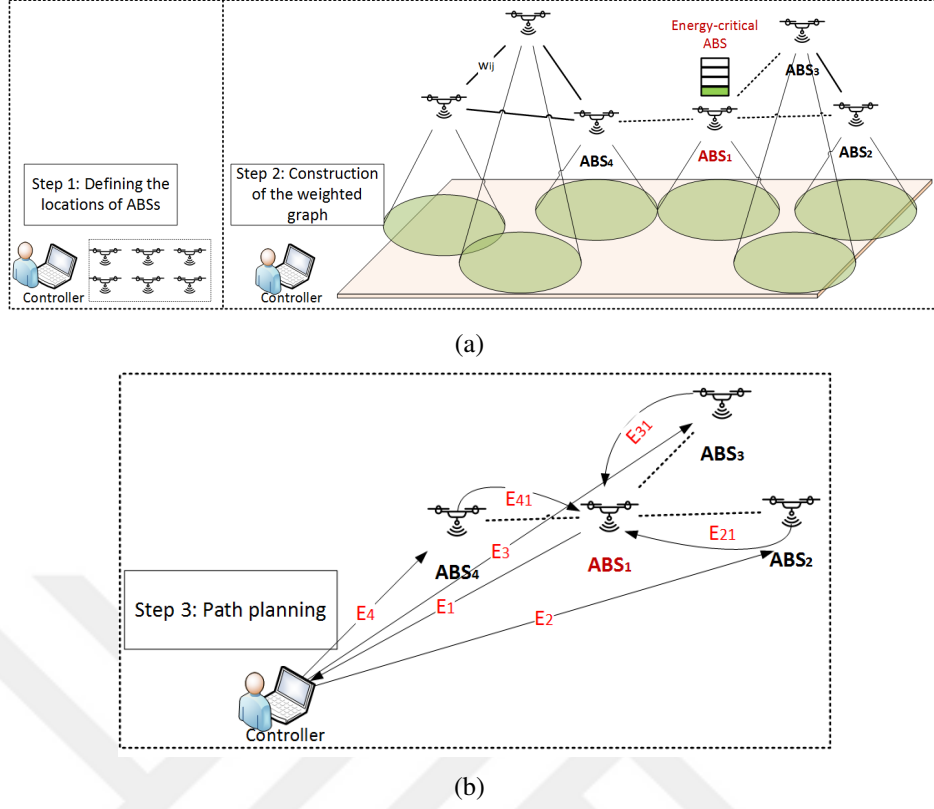 Energy-critical
ABS
Wij
ABS3
ABS4
ABS1
ABS2
Step 1: Defining the
locations of ABSs
Step 2: Construction
of the weighted
graph
Controller
Controller
(a)
E31
ABS3
E41
E21
ABS4
E3
ABS1
ABS2
Step 3: Path planning
E4
E1
E2
Controller
(b)